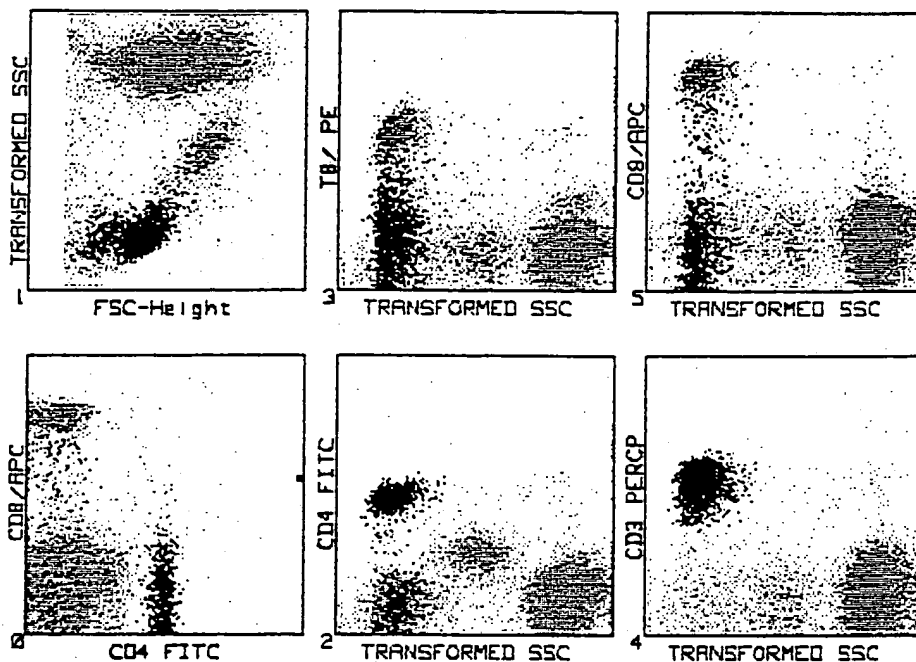 TRANSFORMED SSC
1
FSC-Height
T8/ PE
3
TRANSFORMED SSC
CD8/APC
5
TRANSFORMED SSC
CD8/APC
0
CD4 FITC
CD4 FITC
2
TRANSFORMED SSC
CD3 PERCP
4
TRANSFORMED SSC